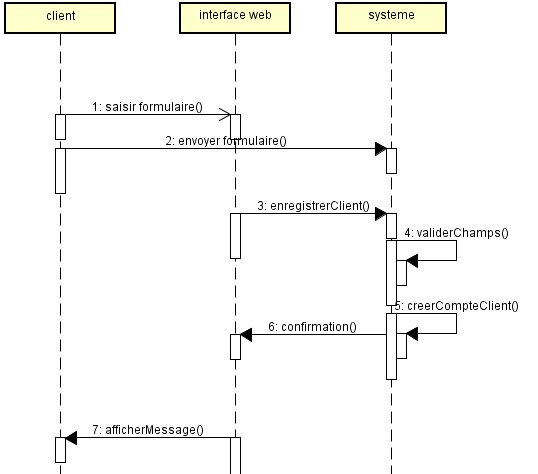 client
interface web
systeme
1: saisir formulaire()
2: envoyer formulaire()
3: enregistrerClient()
4: validerChamps()
5: creerCompteClient()
6: confirmation()
7: afficherMessage()